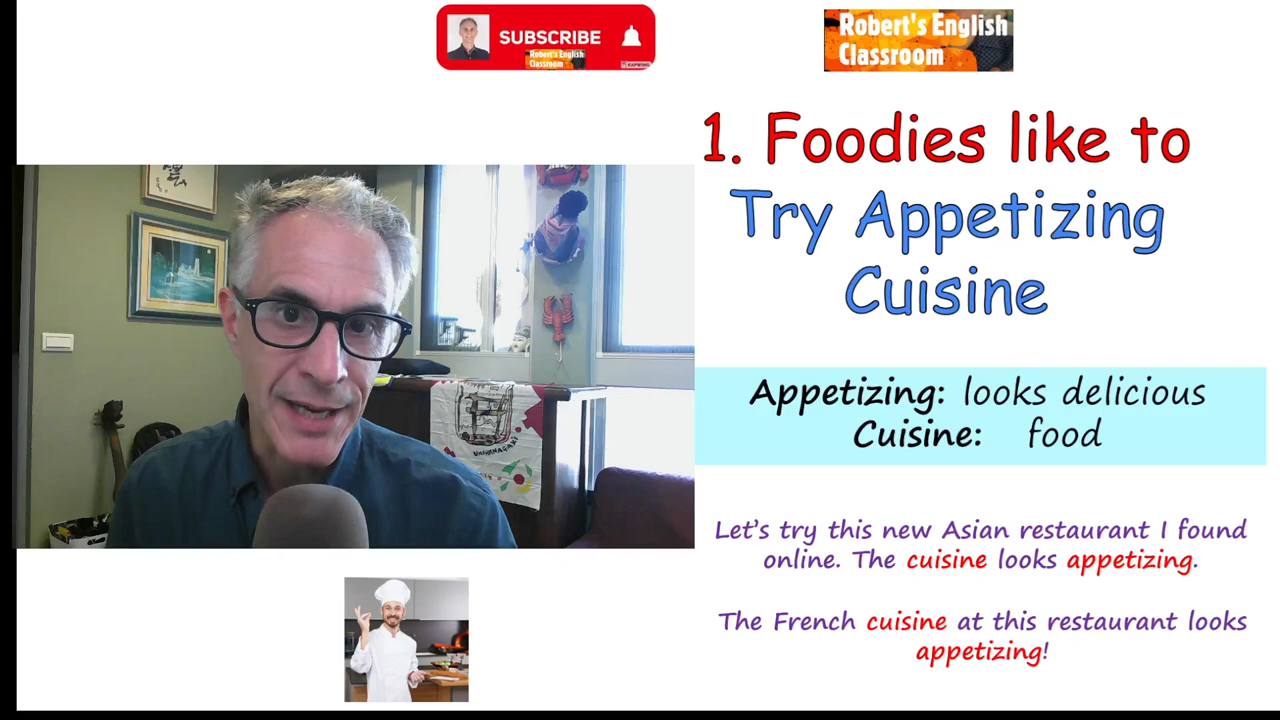 SUBSCRIBE
Robert's English
Classroom
KAPWING
Robert's English
Classroom
1. Foodies like to
Try Appetizing
Cuisine
Appetizing: looks delicious
Cuisine: food
Let's try this new Asian restaurant I found
online. The cuisine looks appetizing.
The French cuisine at this restaurant looks
appetizing!